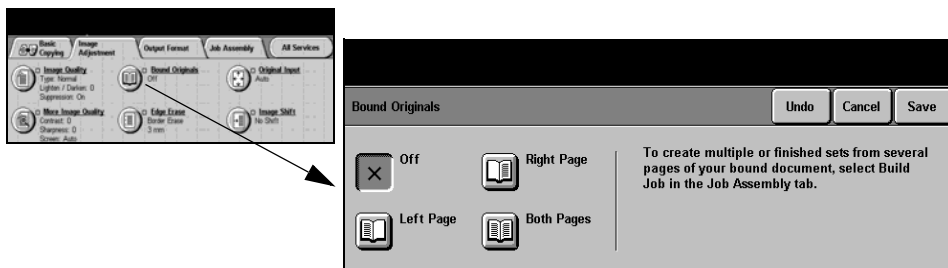 Basic Copying
Image Adjustment
Output Format
Job Assembly
All Services
Image Quality
Type: Normal
Lighten / Darken: 0
Suppression: On
Bound Originals
Off
Original Input
Auto
More Image Quality
Contrast: 0
Sharpness: 0
Screen: Auto
Edge Erase
Border Erase
3 mm
Image Shift
No Shift
Bound Originals
Undo
Cancel
Save
Off
Right Page
Left Page
Both Pages
To create multiple or finished sets from several
pages of your bound document, select Build
Job in the Job Assembly tab.